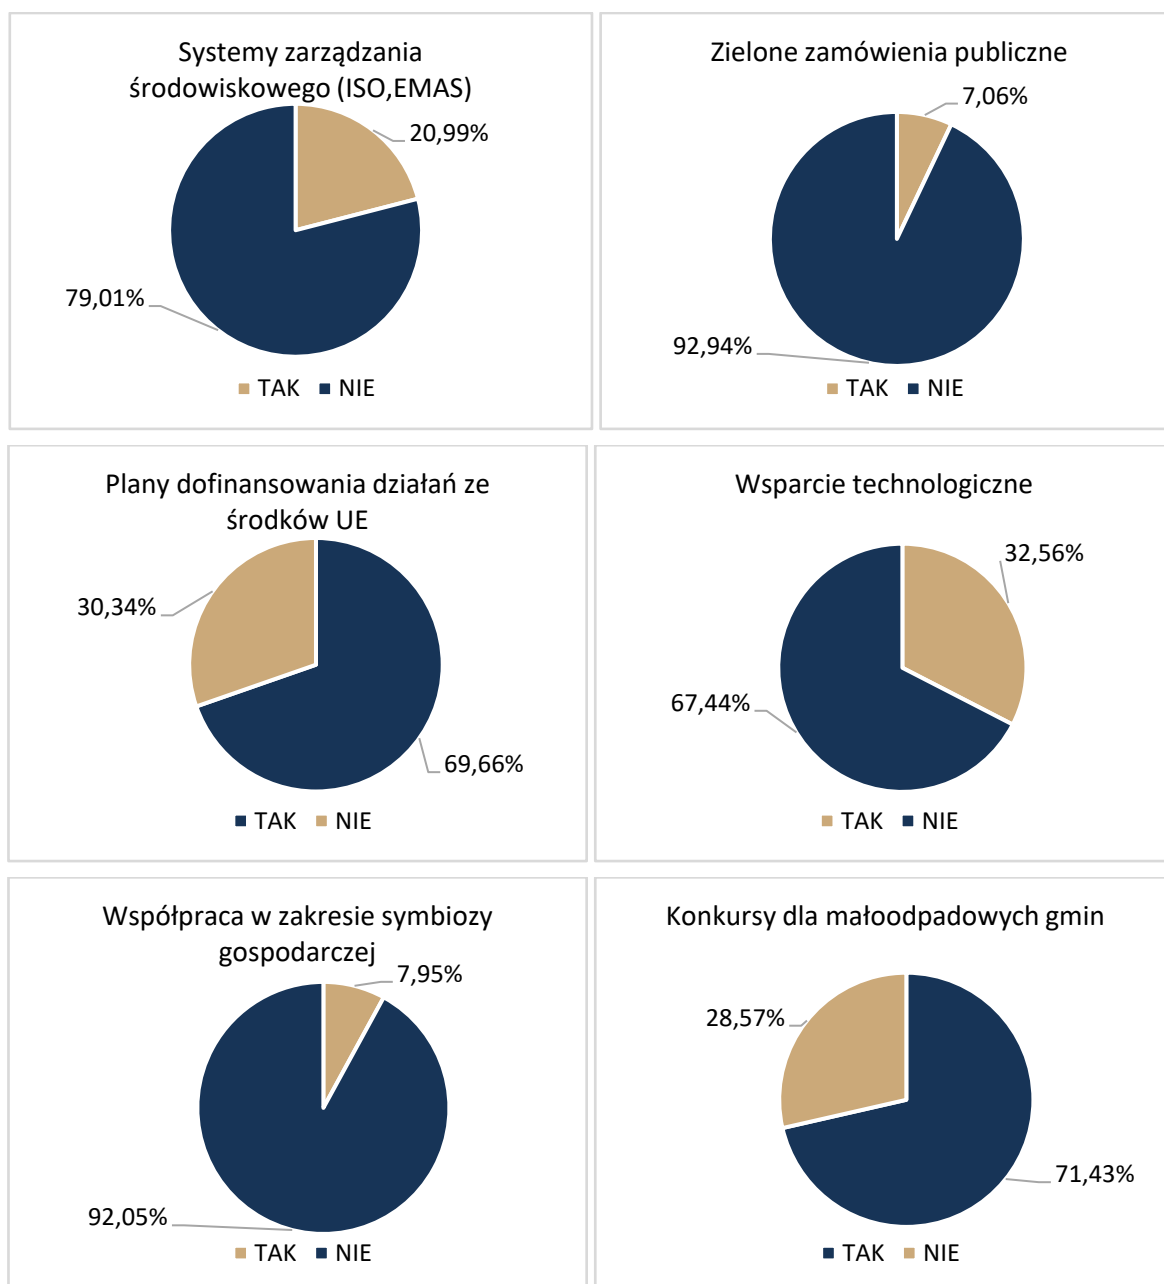 Systemy zarządzania
środowiskowego (ISO,EMAS)
20,99%
79,01%
TAK NIE
Zielone zamówienia publiczne
7,06%
92,94%
TAK NIE
Plany dofinansowania działań ze
środków UE
30,34%
69,66%
TAK NIE
Wsparcie technologiczne
32,56%
67,44%
TAK NIE
Współpraca w zakresie symbiozy
gospodarczej
7,95%
92,05%
TAK NIE
Konkursy dla małoodpadowych gmin
28,57%
71,43%
TAK NIE